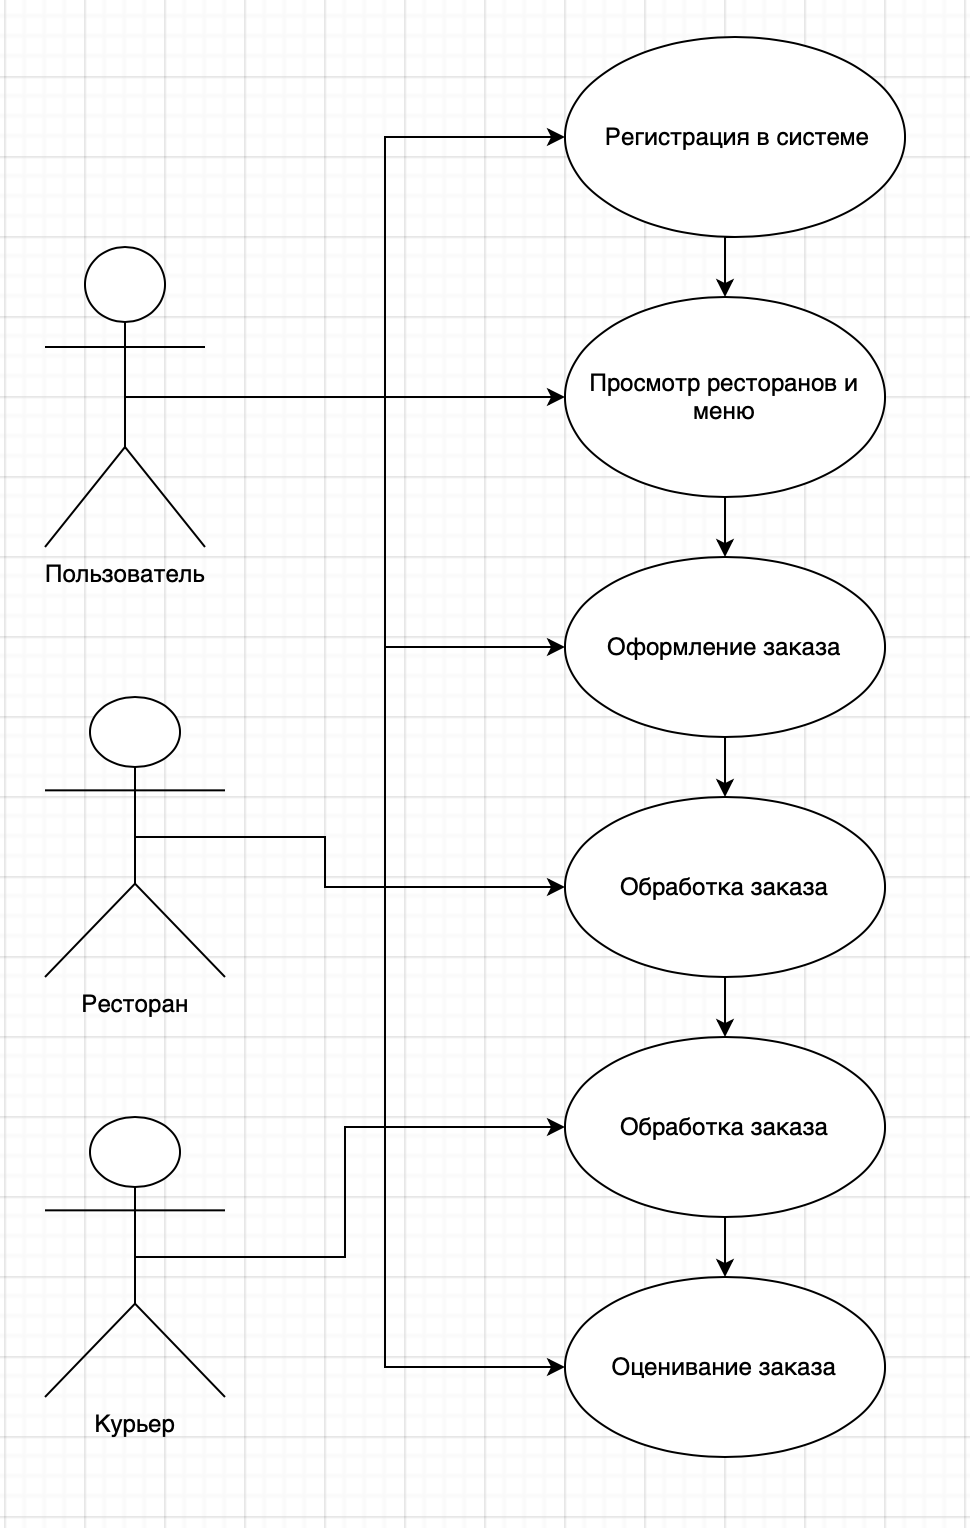 Регистрация в системе
Просмотр ресторанов и
меню
Пользователь
Оформление заказа
Обработка заказа
Ресторан
Обработка заказа
Оценивание заказа
Курьер